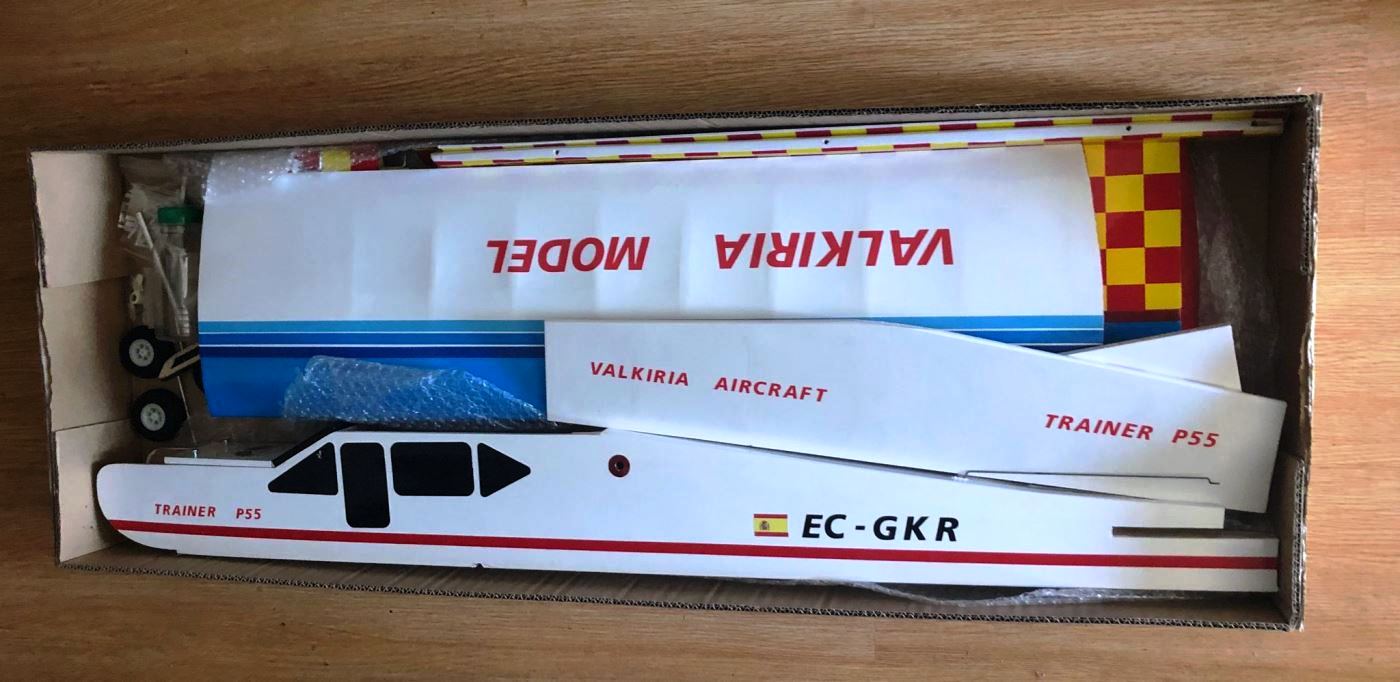 VALKIRIA MODEL
VALKIRIA AIRCRAFT
TRAINER P55
TRAINER P55
EC-GKR